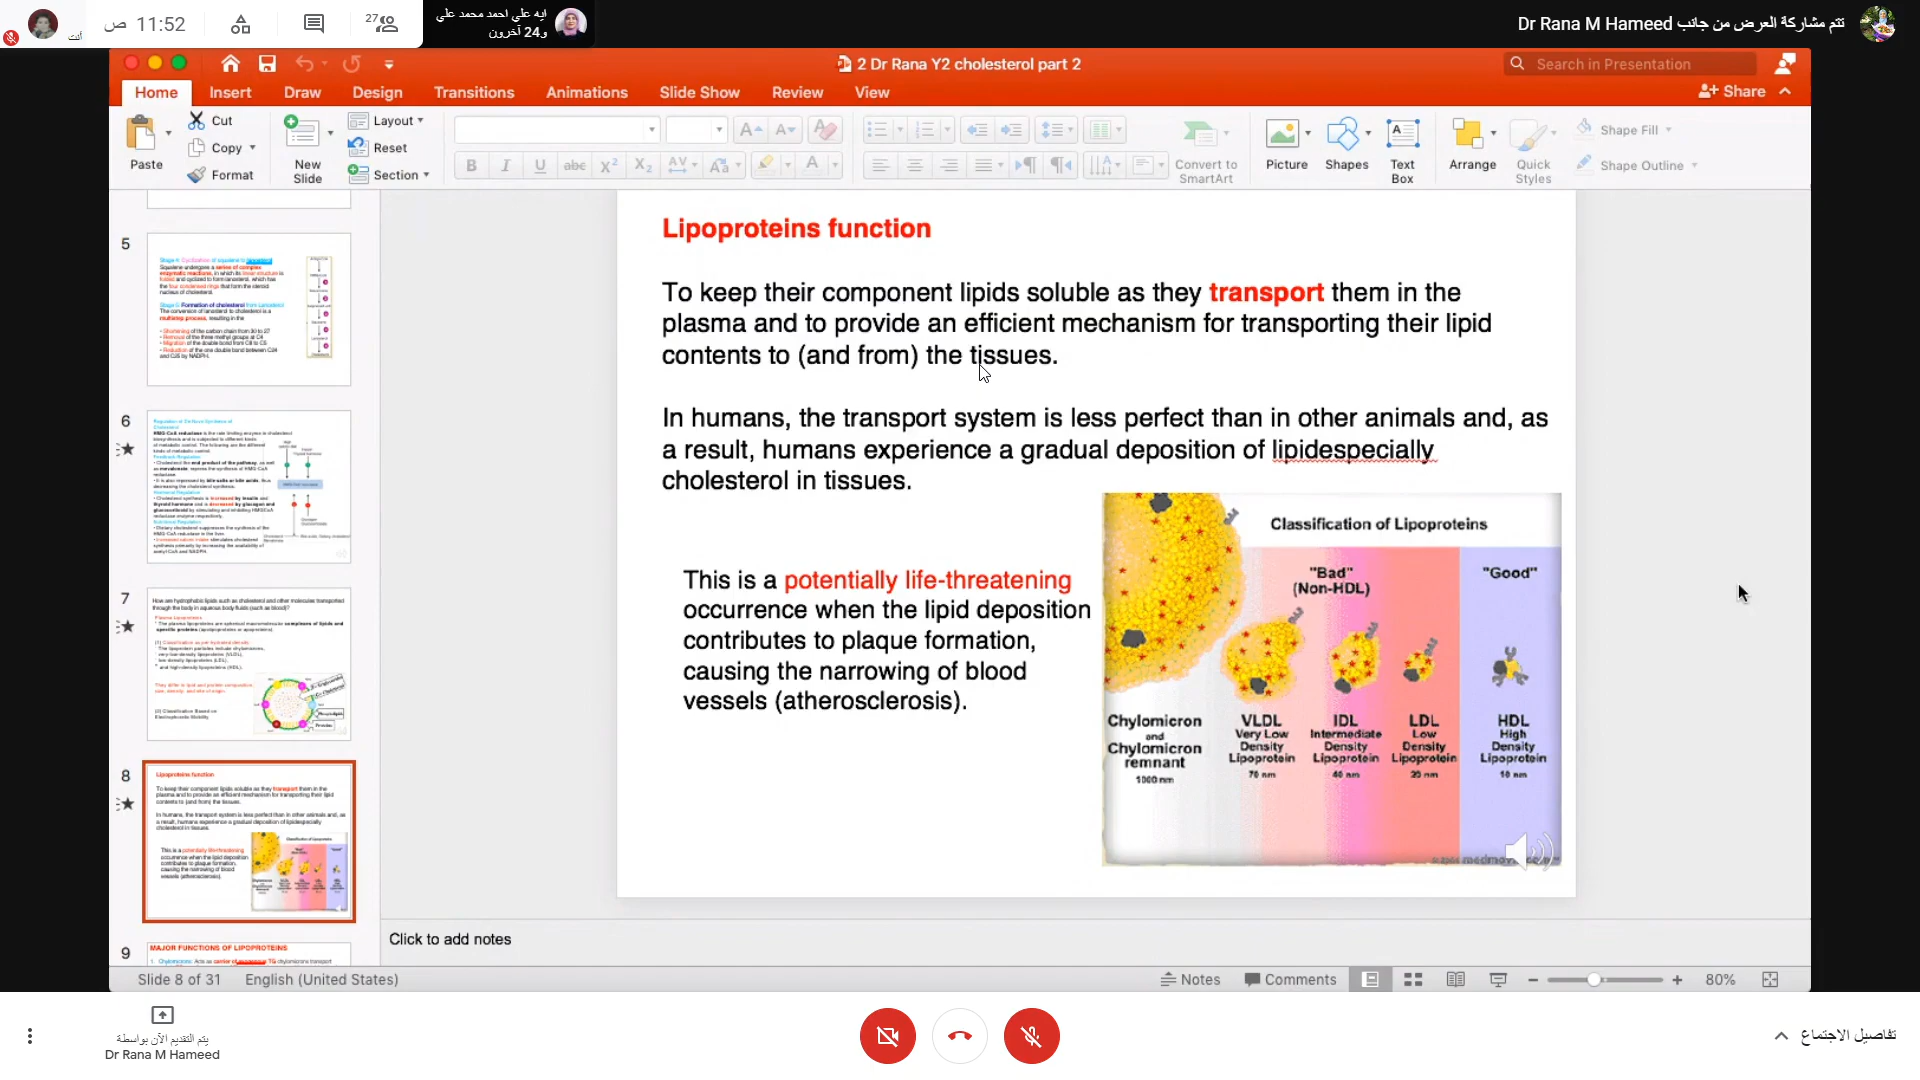 11:52 ص
أنت
27
ايه علي احمد محمد علي
و24 آخرون
تتم مشاركة العرض من جانب Dr Rana M Hameed
2 Dr Rana Y2 cholesterol part 2
Search in Presentation
Home Insert Draw Design Transitions Animations Slide Show Review View
Share
Paste
Cut
Copy
Format
New Slide
Layout
Reset
Section
Convert to SmartArt
Picture
Shapes
Text Box
Arrange
Quick Styles
Shape Fill
Shape Outline
5
6
7
8
9
MAJOR FUNCTIONS OF LIPOPROTEINS
Lipoproteins function
To keep their component lipids soluble as they transport them in the
plasma and to provide an efficient mechanism for transporting their lipid
contents to (and from) the tissues.
In humans, the transport system is less perfect than in other animals and, as
a result, humans experience a gradual deposition of lipidespecially
cholesterol in tissues.
This is a potentially life-threatening
occurrence when the lipid deposition
contributes to plaque formation,
causing the narrowing of blood
vessels (atherosclerosis).
Classification of Lipoproteins
"Bad"
(Non-HDL)
"Good"
Chylomicron
and
Chylomicron
remnant
1000 nm
VLDL
Very Low
Density
Lipoprotein
70 nm
IDL
Intermediate
Density
Lipoprotein
40 nm
LDL
Low
Density
Lipoprotein
20 nm
HDL
High
Density
Lipoprotein
10 nm
Click to add notes
Slide 8 of 31 English (United States)
Notes
Comments
80%
يتم التقديم الآن بواسطة
Dr Rana M Hameed
تفاصيل الاجتماع